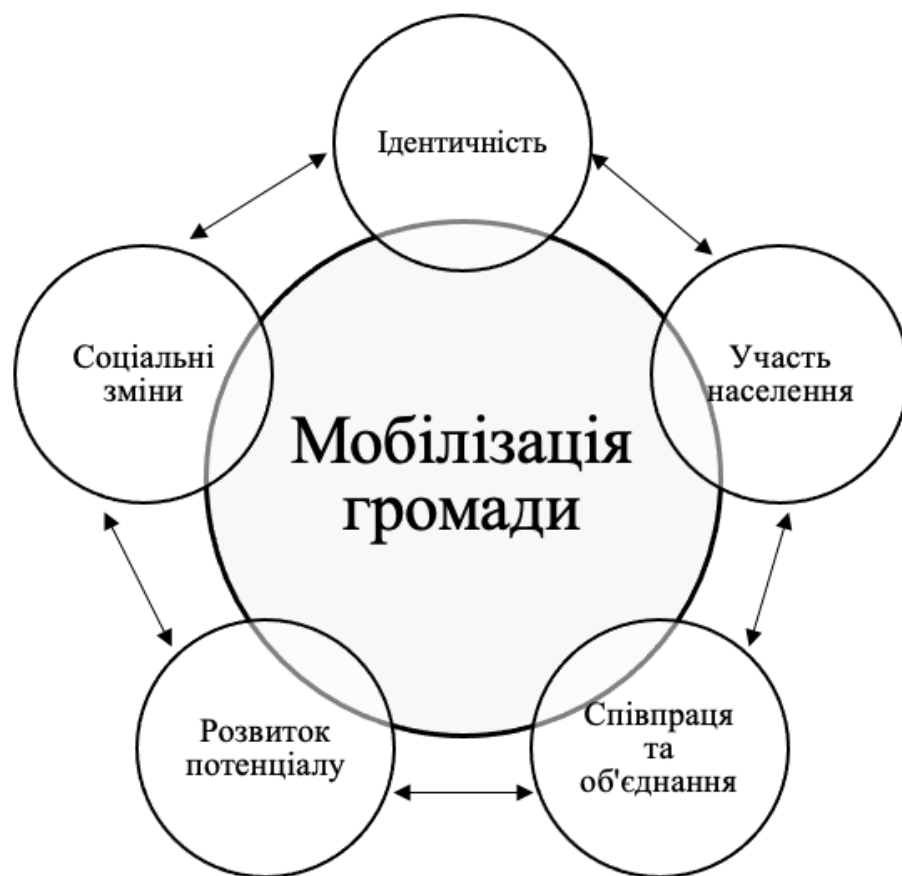 Ідентичність
Соціальні
зміни
Участь
населення
Мобілізація
громади
Розвиток
потенціалу
Співпраця
та
об'єднання